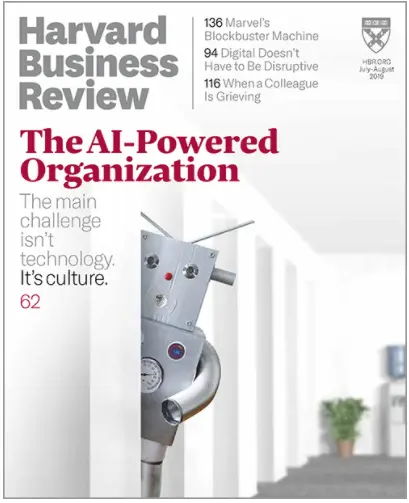 Harvard
Business
Review
136 Marvel's
Blockbuster Machine
94 Digital Doesn't
Have to Be Disruptive
116 When a Colleague
Is Grieving
HBR.ORG
July–August
2019
The AI-Powered
Organization
The main
challenge
isn't
technology.
It's culture.
62